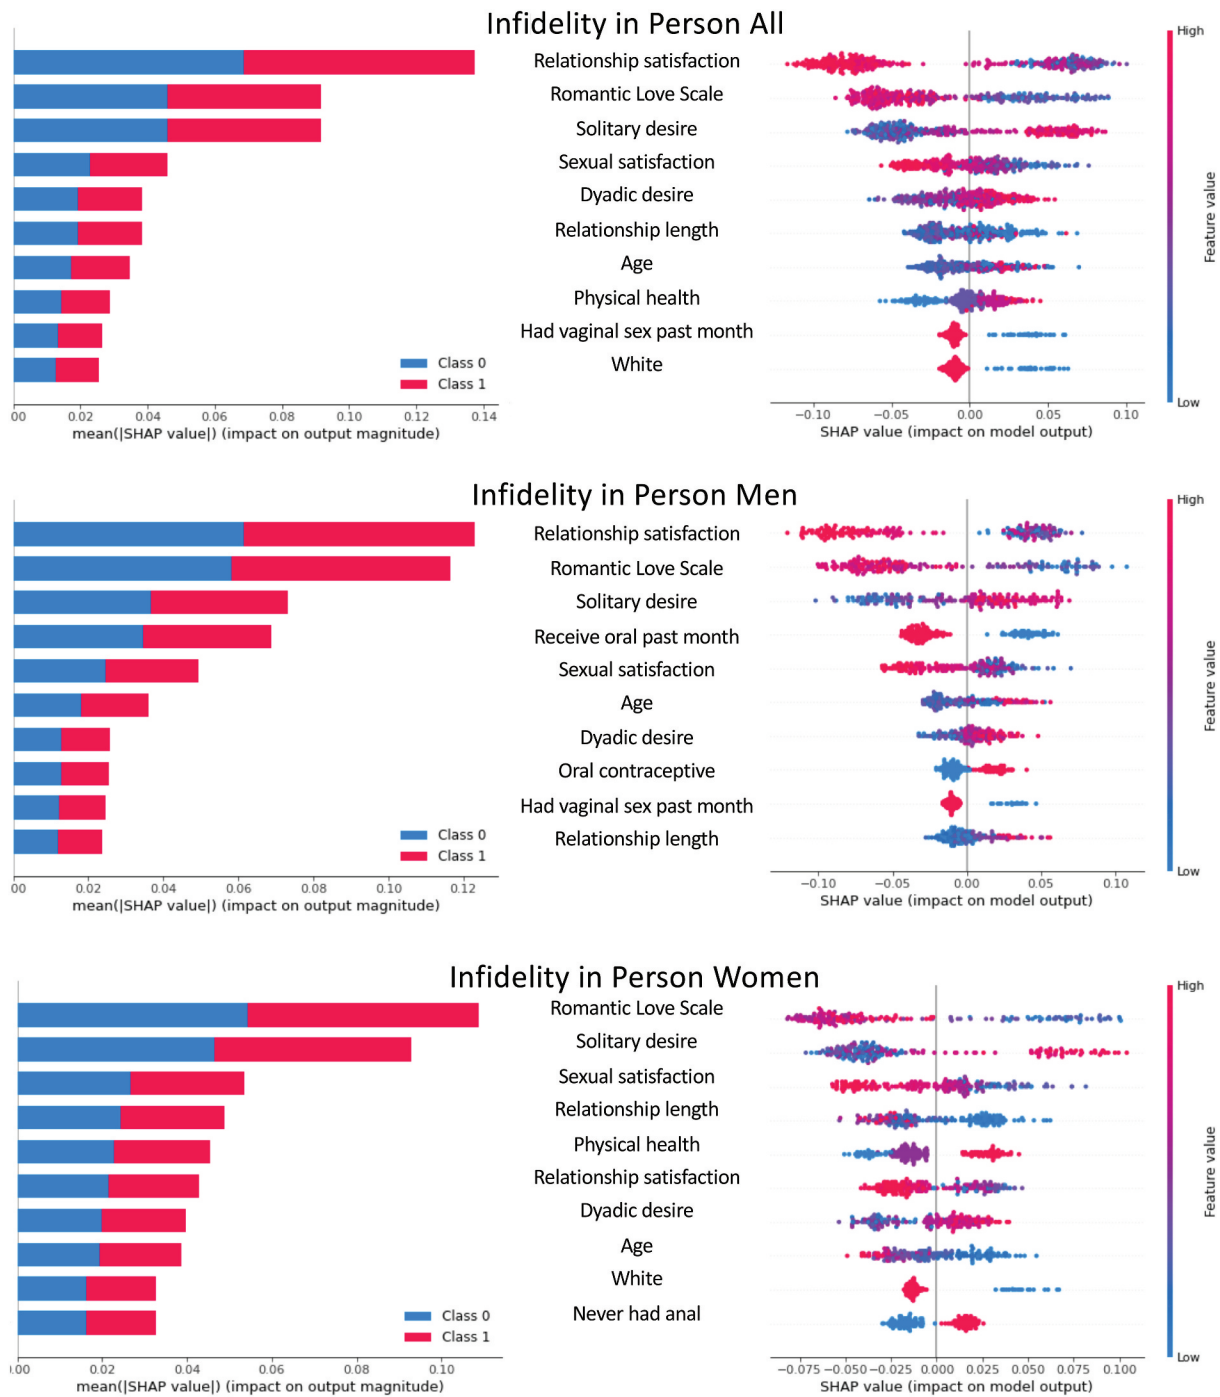 Infidelity in Person All
Relationship satisfaction
Romantic Love Scale
Solitary desire
Sexual satisfaction
Dyadic desire
Relationship length
Age
Physical health
Had vaginal sex past month
White
Class 0
Class 1
00 0.02 0.04 0.06 0.08 0.10 0.12 0.14
mean(|SHAP value|) (impact on output magnitude)
−0.10 −0.05 0.00 0.05 0.10
SHAP value (impact on model output)
High
Feature value
Low
Infidelity in Person Men
Relationship satisfaction
Romantic Love Scale
Solitary desire
Receive oral past month
Sexual satisfaction
Age
Dyadic desire
Oral contraceptive
Had vaginal sex past month
Relationship length
Class 0
Class 1
00 0.02 0.04 0.06 0.08 0.10 0.12
mean(|SHAP value|) (impact on output magnitude)
−0.10 −0.05 0.00 0.05 0.10
SHAP value (impact on model output)
High
Feature value
Low
Infidelity in Person Women
Romantic Love Scale
Solitary desire
Sexual satisfaction
Relationship length
Physical health
Relationship satisfaction
Dyadic desire
Age
White
Never had anal
Class 0
Class 1
.00 0.02 0.04 0.06 0.08 0.10
mean(|SHAP value|) (impact on output magnitude)
−0.075 −0.050 −0.025 0.000 0.025 0.050 0.075 0.100
SHAP value (impact on model output)
High
Feature value
Low